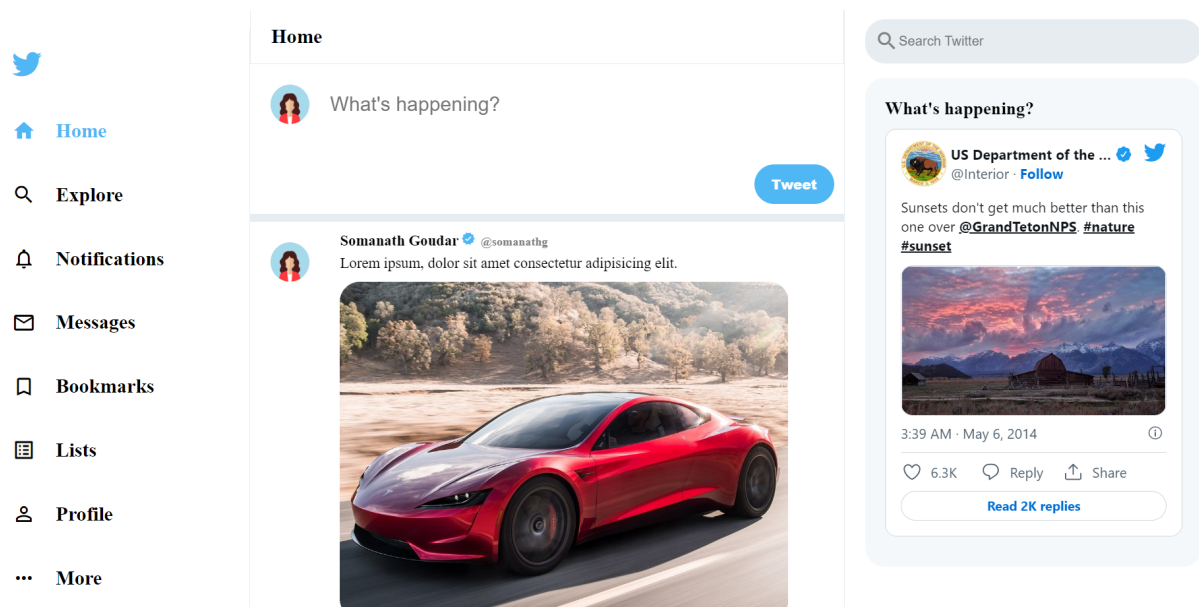 Home
Explore
Notifications
Messages
Bookmarks
Lists
Profile
More
Home
What's happening?
Tweet
Somanath Goudar @somanathg
Lorem ipsum, dolor sit amet consectetur adipisicing elit.
Search Twitter
What's happening?
US Department of the ...
@Interior · Follow
Sunsets don't get much better than this
one over @GrandTetonNPS. #nature
#sunset
3:39 AM · May 6, 2014
6.3K Reply Share
Read 2K replies